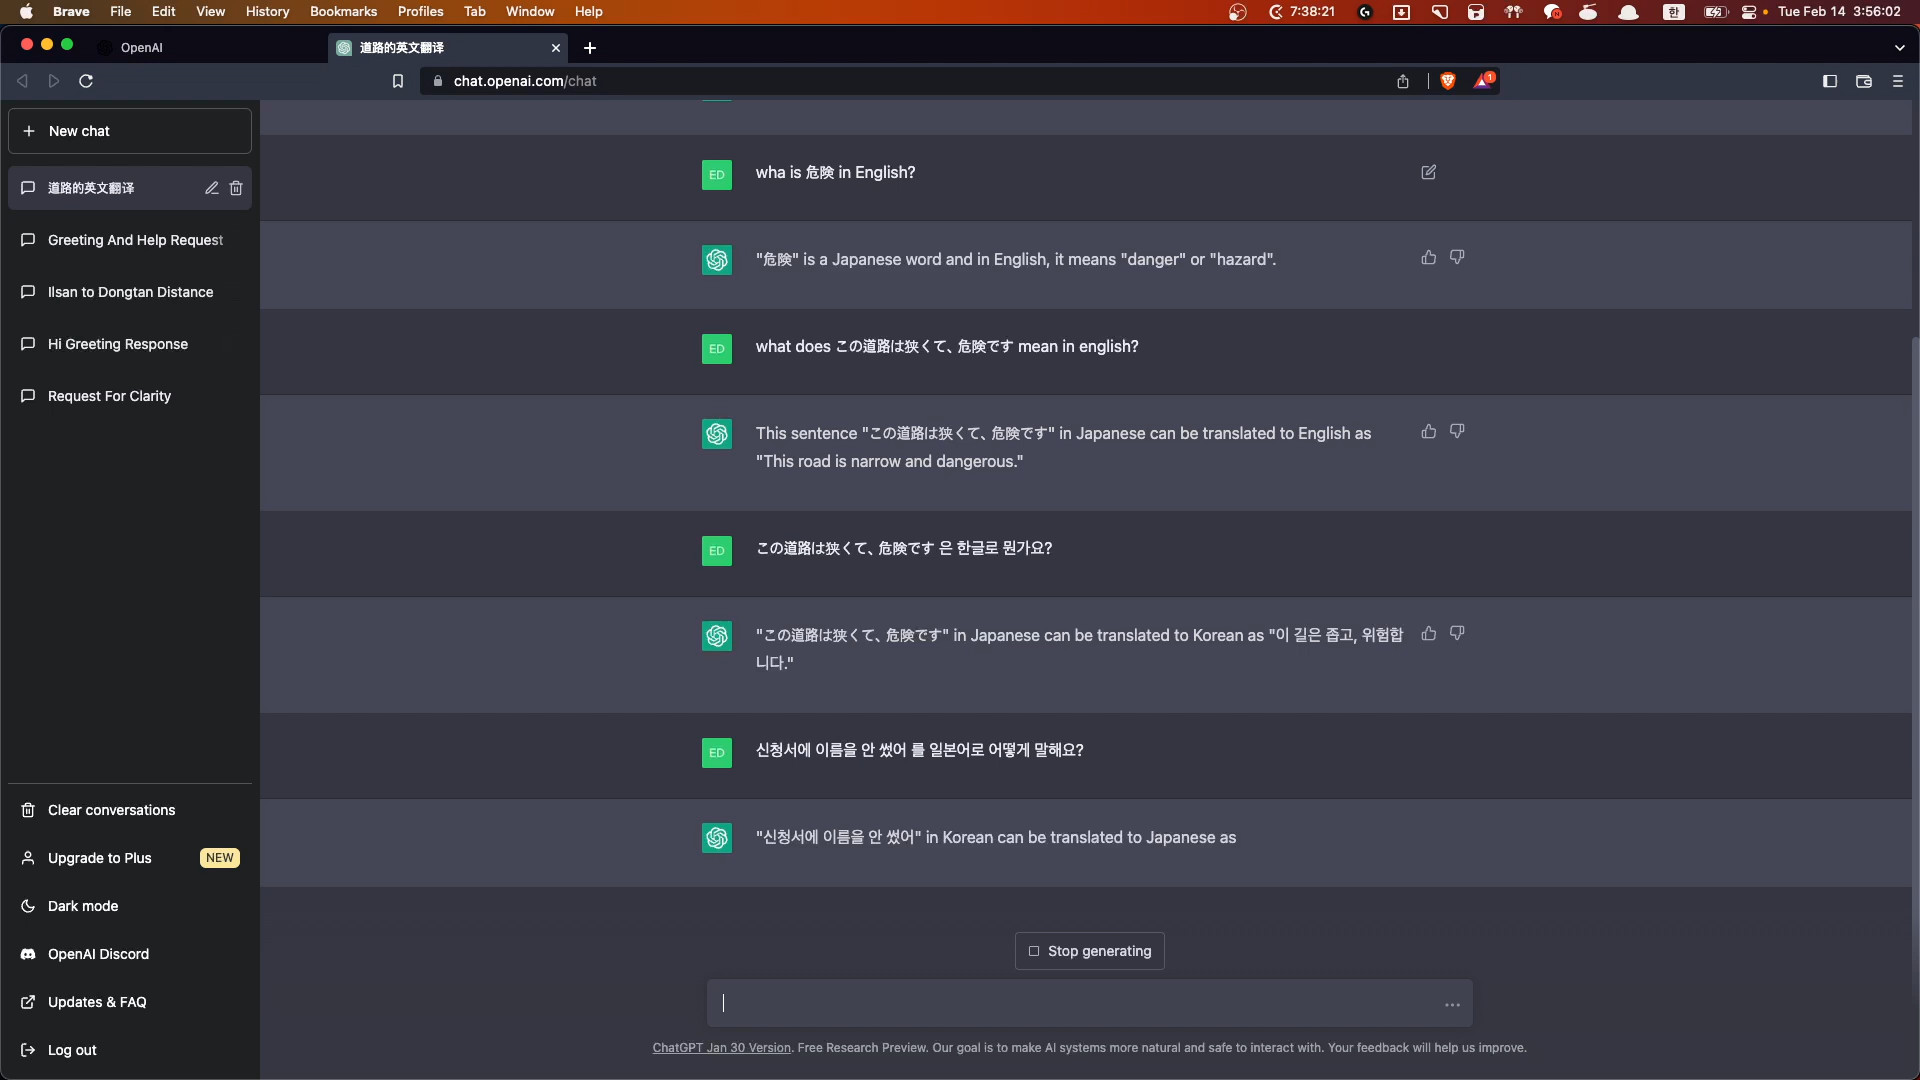 Brave File Edit View History Bookmarks Profiles Tab Window Help 7:38:21 한 Tue Feb 14 3:56:02
OpenAI 道路的英文翻译
chat.openai.com/chat 1
New chat
道路的英文翻译
Greeting And Help Request
Ilsan to Dongtan Distance
Hi Greeting Response
Request For Clarity
Clear conversations
Upgrade to Plus NEW
Dark mode
OpenAI Discord
Updates & FAQ
Log out
ED wha is 危険 in English?
"危険" is a Japanese word and in English, it means "danger" or "hazard".
ED what does この道路は狭くて、危険です mean in english?
This sentence "この道路は狭くて、危険です" in Japanese can be translated to English as
"This road is narrow and dangerous."
ED この道路は狭くて、危険です 은 한글로 뭔가요?
"この道路は狭くて、危険です" in Japanese can be translated to Korean as "이 길은 좁고, 위험합
니다."
ED 신청서에 이름을 안 썼어 를 일본어로 어떻게 말해요?
"신청서에 이름을 안 썼어" in Korean can be translated to Japanese as
Stop generating
ChatGPT Jan 30 Version. Free Research Preview. Our goal is to make AI systems more natural and safe to interact with. Your feedback will help us improve.